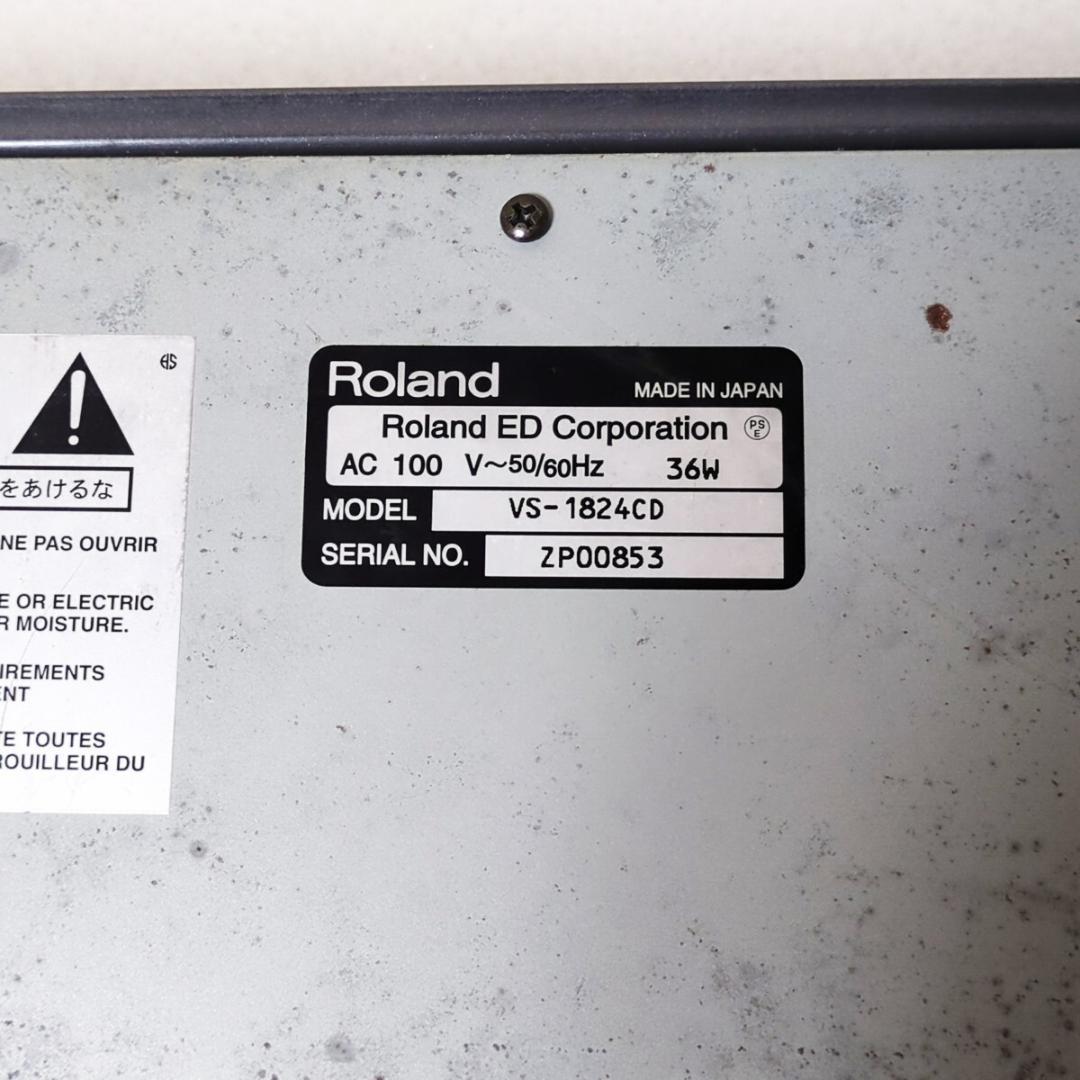 をあけるな
NE PAS OUVRIR
E OR ELECTRIC
R MOISTURE.
IREMENTS
ENT
TE TOUTES
ROUILLEUR DU
Roland MADE IN JAPAN
Roland ED Corporation PS E
AC 100 V~50/60Hz 36W
MODEL VS-1824CD
SERIAL NO. ZP00853